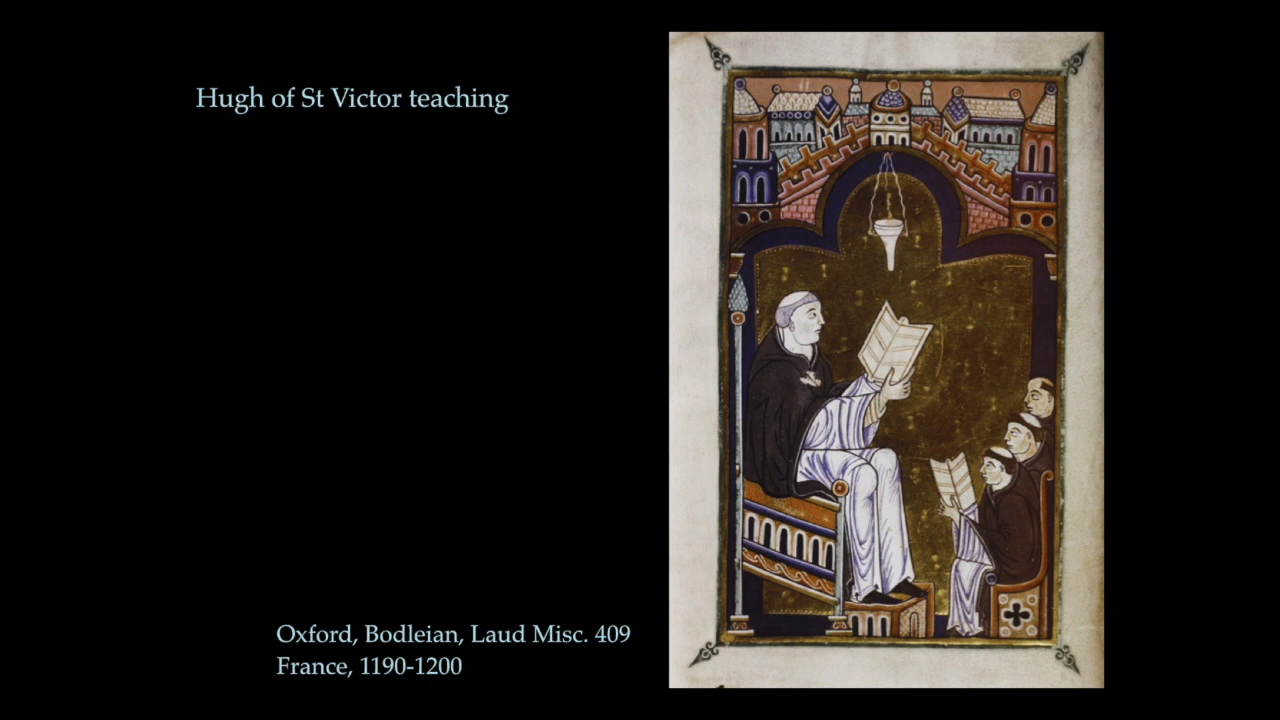 Hugh of St Victor teaching
Oxford, Bodleian, Laud Misc. 409
France, 1190-1200